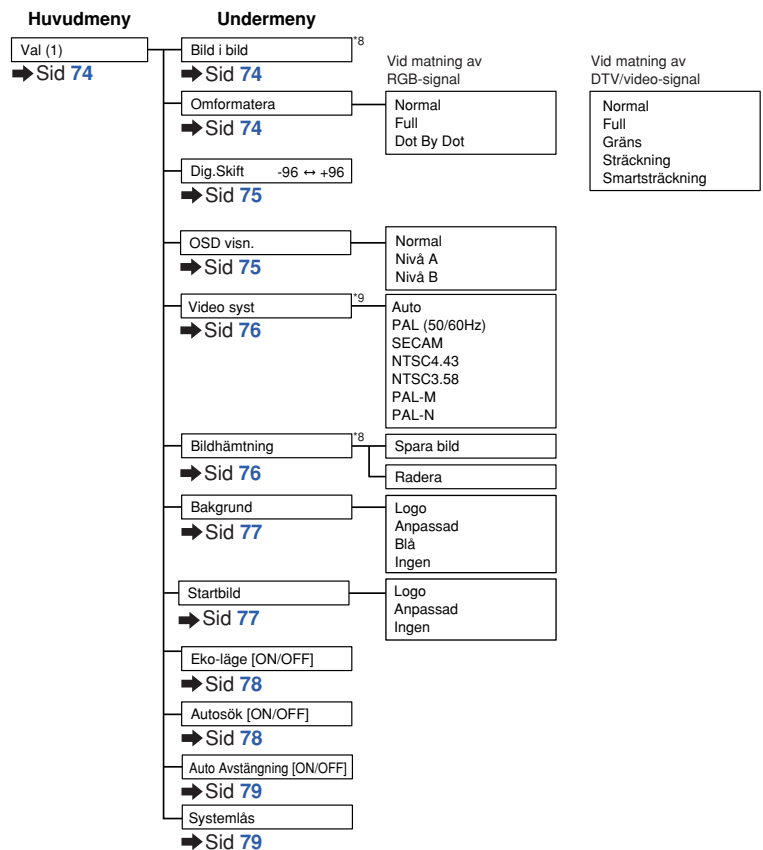 Huvudmeny
Undermeny
Val (1)
➡ Sid 74
Bild i bild *8
➡ Sid 74
Vid matning av
RGB-signal
Vid matning av
DTV/video-signal
Omformatera
➡ Sid 74
Normal
Full
Dot By Dot
Normal
Full
Gräns
Sträckning
Smartsträckning
Dig.Skift -96 ↔ +96
➡ Sid 75
OSD visn.
➡ Sid 75
Normal
Nivå A
Nivå B
Video syst *9
➡ Sid 76
Auto
PAL (50/60Hz)
SECAM
NTSC4.43
NTSC3.58
PAL-M
PAL-N
Bildhämtning *8
➡ Sid 76
Spara bild
Radera
Bakgrund
➡ Sid 77
Logo
Anpassad
Blå
Ingen
Startbild
➡ Sid 77
Logo
Anpassad
Ingen
Eko-läge [ON/OFF]
➡ Sid 78
Autosök [ON/OFF]
➡ Sid 78
Auto Avstängning [ON/OFF]
➡ Sid 79
Systemlås
➡ Sid 79